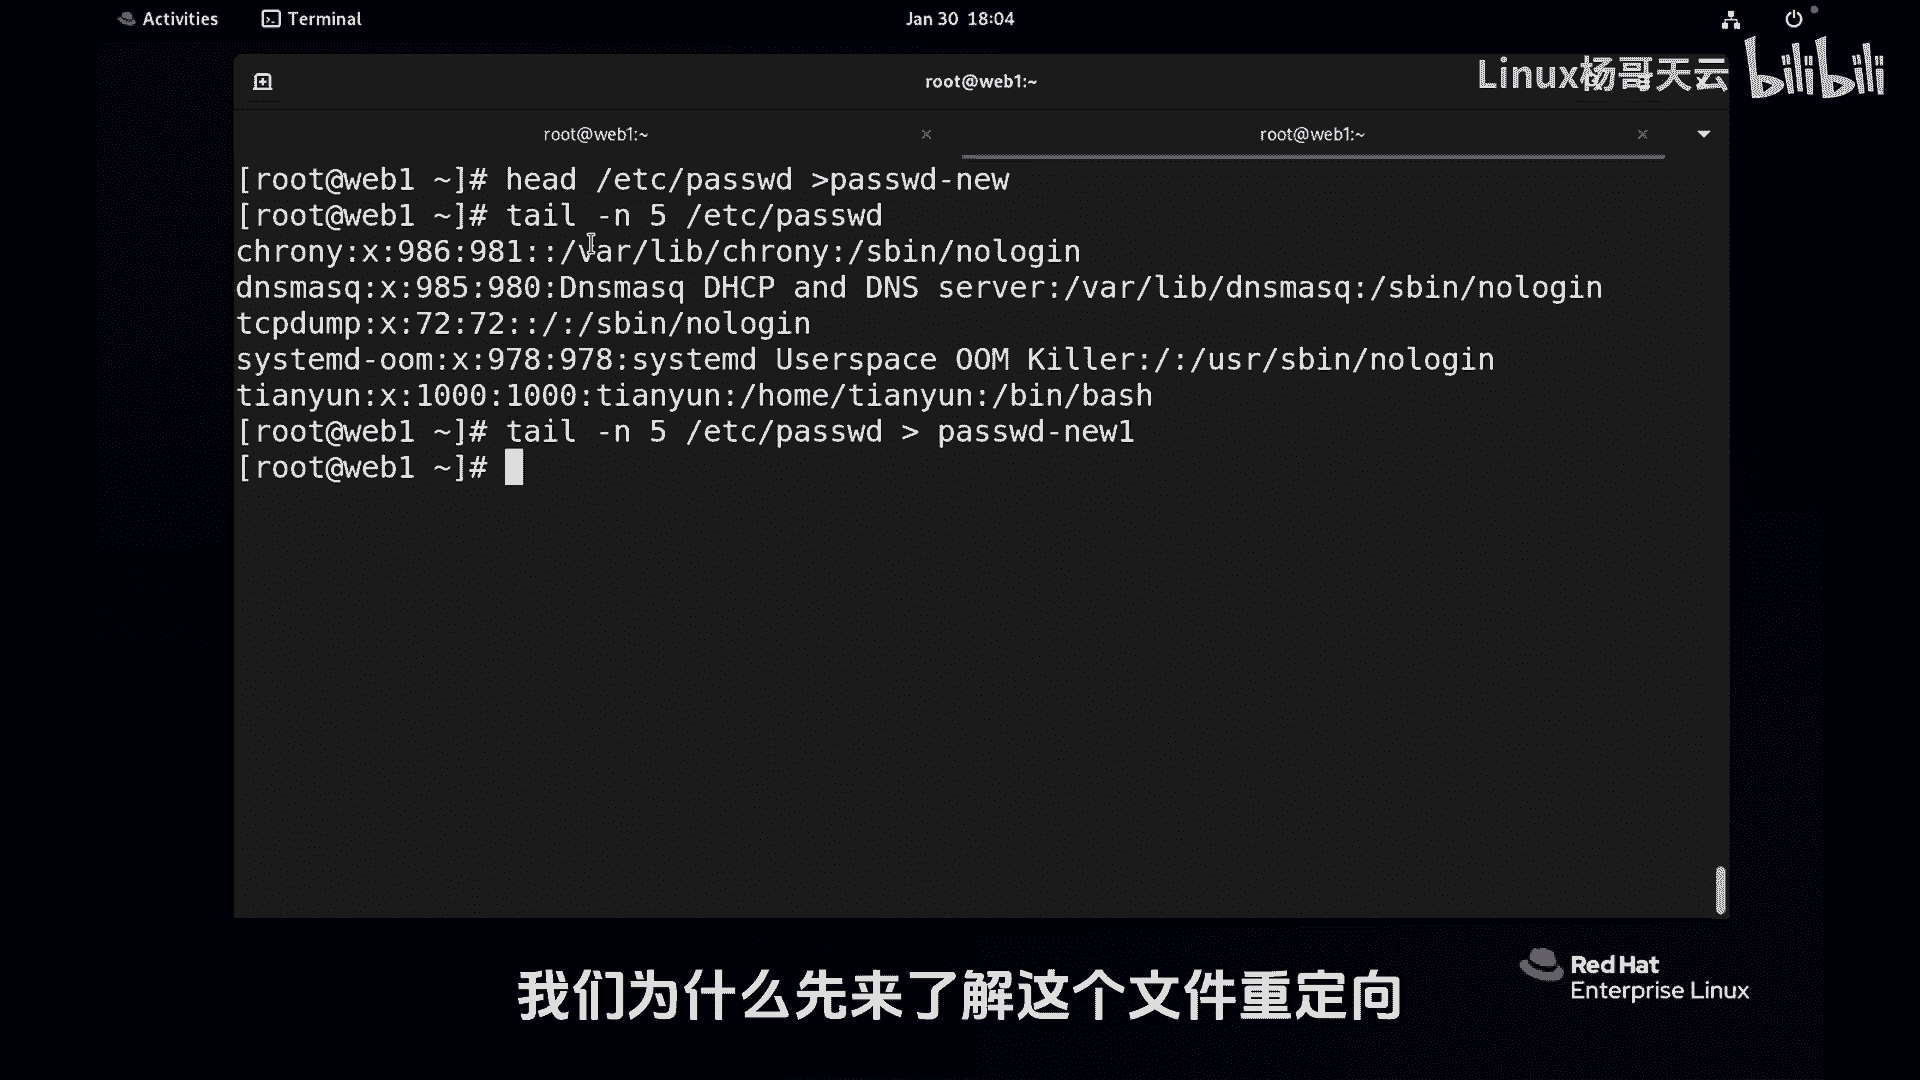 Activities
Terminal
Jan 30 18:04
root@web1:~
Linux杨哥天云 bilibili
root@web1:~
root@web1:~
[root@web1 ~]# head /etc/passwd >passwd-new
[root@web1 ~]# tail -n 5 /etc/passwd
chrony:x:986:981::/var/lib/chrony:/sbin/nologin
dnsmasq:x:985:980:Dnsmasq DHCP and DNS server:/var/lib/dnsmasq:/sbin/nologin
tcpdump:x:72:72::/:/sbin/nologin
systemd-oom:x:978:978:systemd Userspace OOM Killer:/:/usr/sbin/nologin
tianyun:x:1000:1000:tianyun:/home/tianyun:/bin/bash
[root@web1 ~]# tail -n 5 /etc/passwd > passwd-new1
[root@web1 ~]#
我们为什么先来了解这个文件重定向
Red Hat
Enterprise Linux